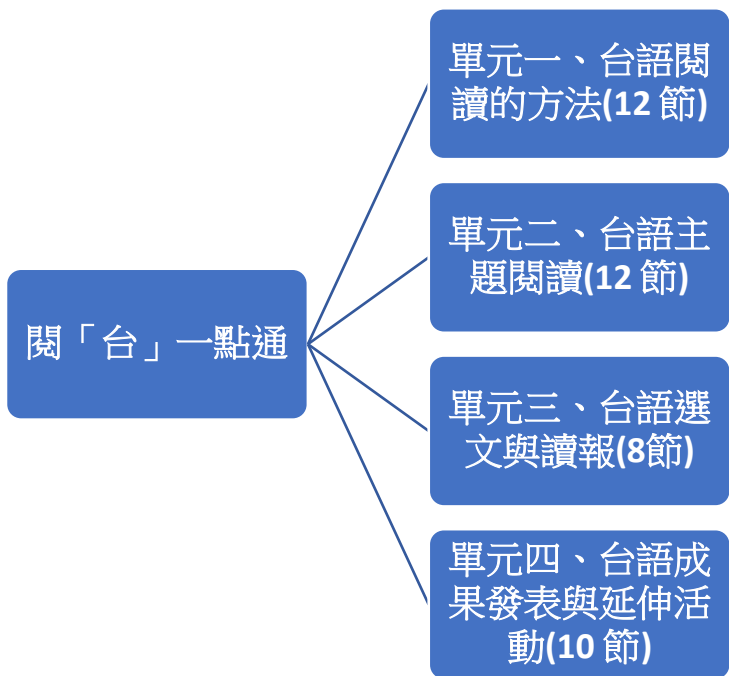 閱「台」一點通
單元一、台語閱
讀的方法(12 節)
單元二、台語主
題閱讀(12 節)
單元三、台語選
文與讀報(8節)
單元四、台語成
果發表與延伸活
動(10 節)